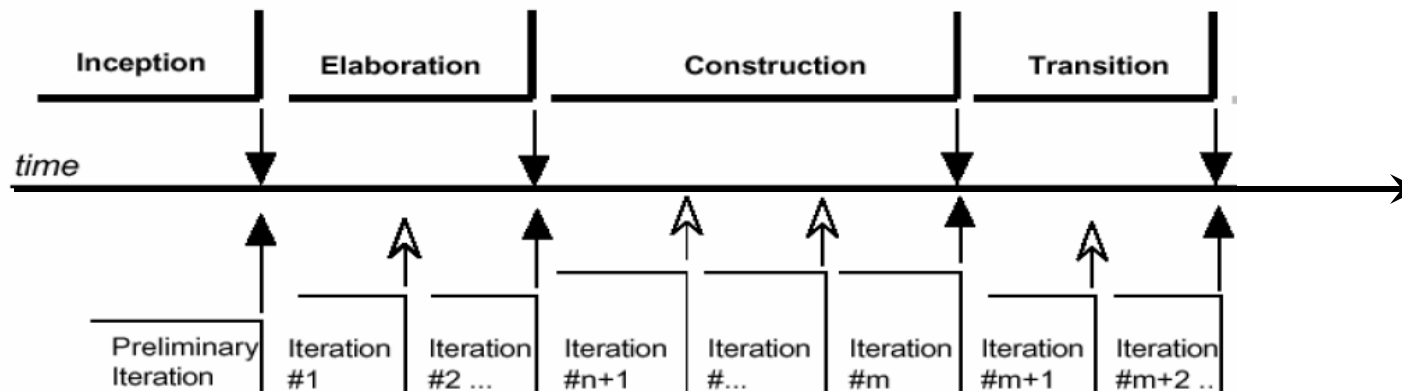 Inception
Elaboration
Construction
Transition
time
Preliminary
Iteration
Iteration
#1
Iteration
#2 ...
Iteration
#n+1
Iteration
#...
Iteration
#m
Iteration
#m+1
Iteration
#m+2 ..